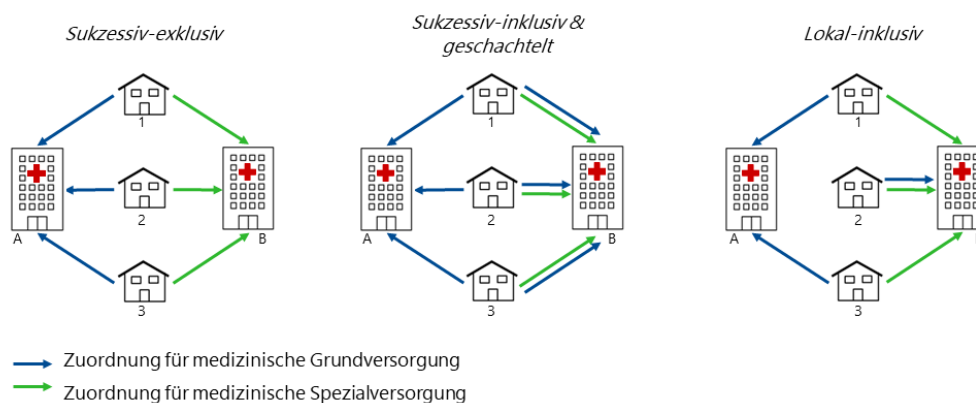 Sukzessiv-exklusiv
Sukzessiv-inklusiv &
geschachtelt
Lokal-inklusiv
1
1
1
2
2
2
A
B
A
B
A
3
3
3
Zuordnung für medizinische Grundversorgung
Zuordnung für medizinische Spezialversorgung